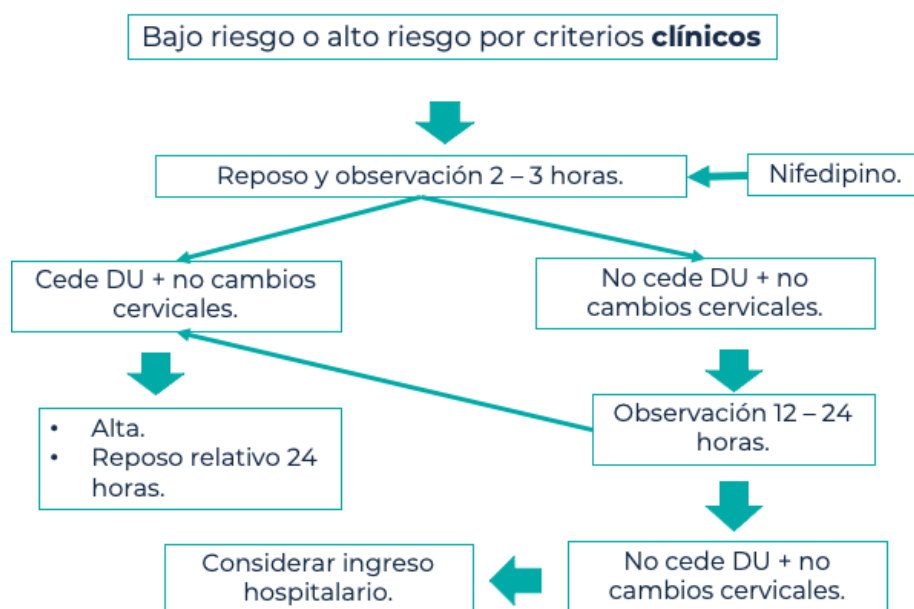 Bajo riesgo o alto riesgo por criterios clínicos
Reposo y observación 2 – 3 horas.
Nifedipino.
Cede DU + no cambios
cervicales.
No cede DU + no
cambios cervicales.
• Alta.
• Reposo relativo 24
horas.
Observación 12 – 24
horas.
Considerar ingreso
hospitalario.
No cede DU + no
cambios cervicales.